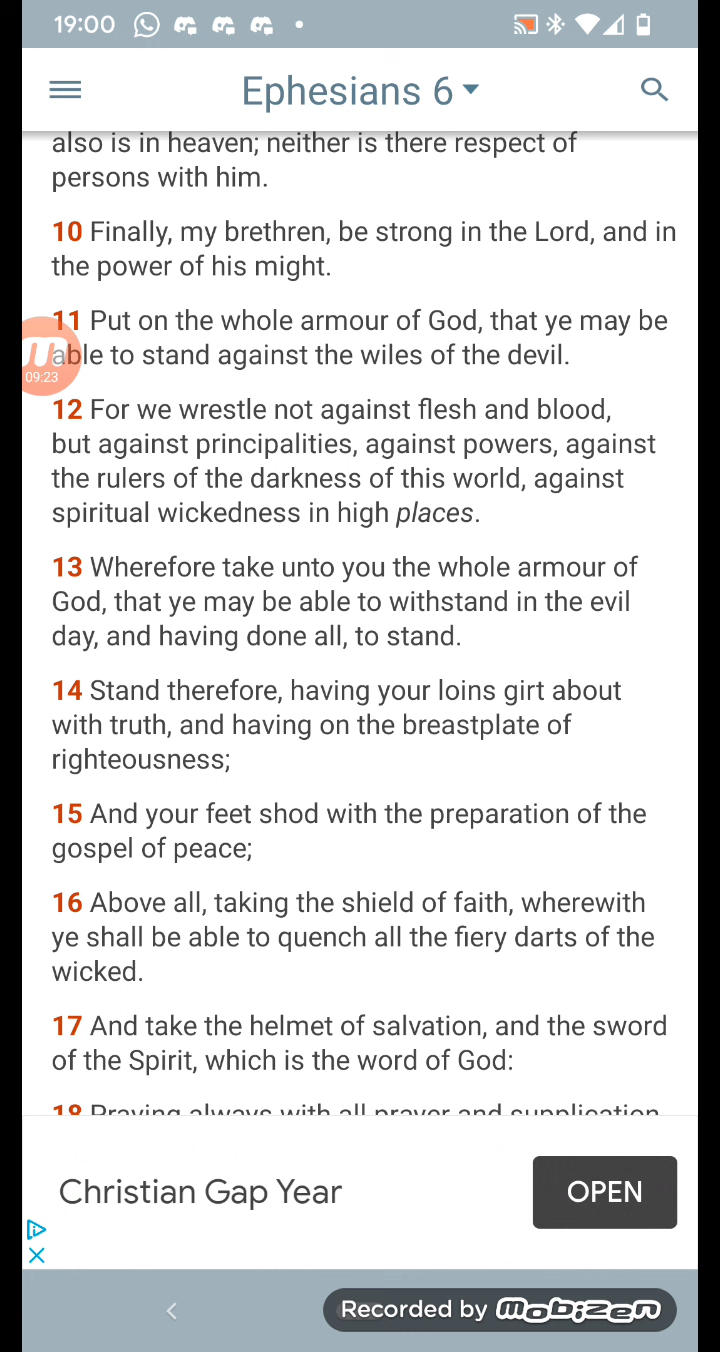 19:00
Ephesians 6
also is in heaven; neither is there respect of
persons with him.
10 Finally, my brethren, be strong in the Lord, and in
the power of his might.
11 Put on the whole armour of God, that ye may be
able to stand against the wiles of the devil.
09:23
12 For we wrestle not against flesh and blood,
but against principalities, against powers, against
the rulers of the darkness of this world, against
spiritual wickedness in high places.
13 Wherefore take unto you the whole armour of
God, that ye may be able to withstand in the evil
day, and having done all, to stand.
14 Stand therefore, having your loins girt about
with truth, and having on the breastplate of
righteousness;
15 And your feet shod with the preparation of the
gospel of peace;
16 Above all, taking the shield of faith, wherewith
ye shall be able to quench all the fiery darts of the
wicked.
17 And take the helmet of salvation, and the sword
of the Spirit, which is the word of God:
18 Praying always with all prayer and supplication
Christian Gap Year
OPEN
Recorded by Mobizen